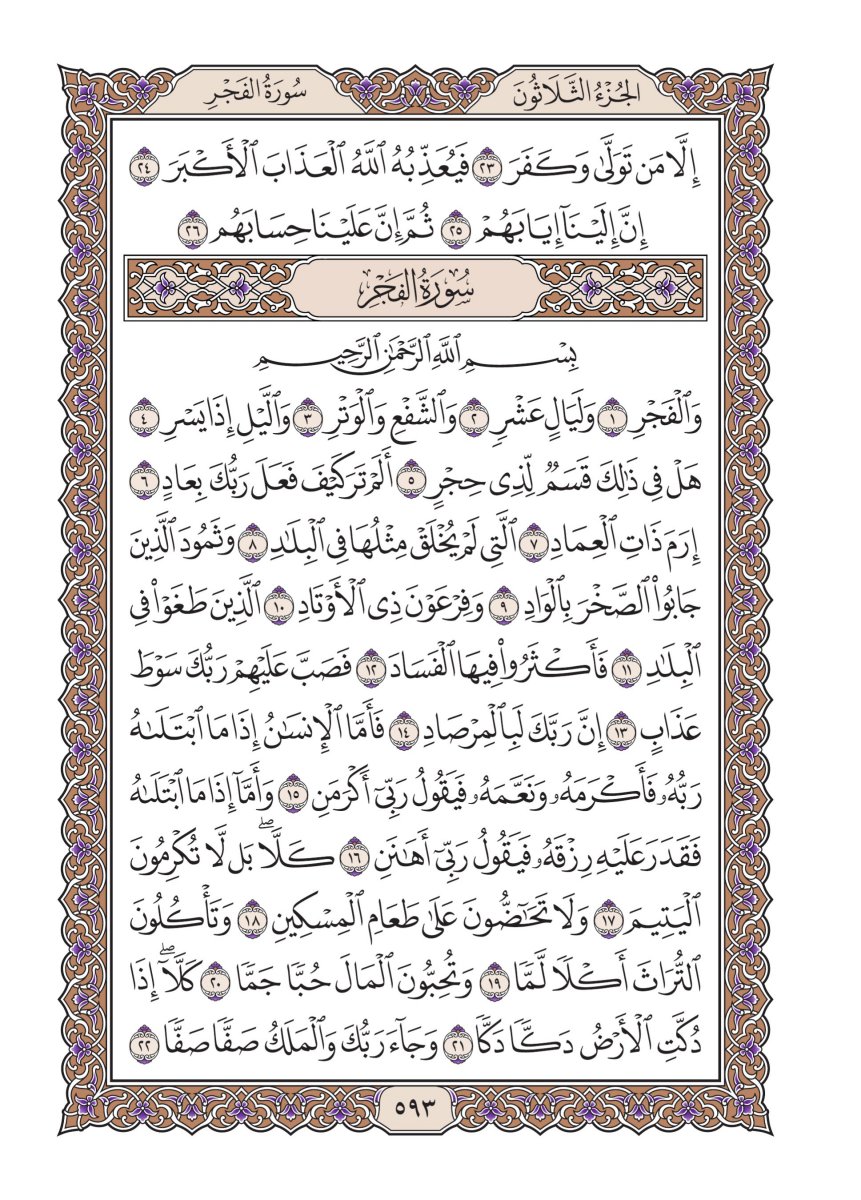 الجُزْءُ الثَّلَاثُونَ سُورَةُ الفَجْرِ
إِلَّا مَن تَوَلَّىٰ وَكَفَرَ ٢٣ فَيُعَذِّبُهُ ٱللَّهُ ٱلْعَذَابَ ٱلْأَكْبَرَ ٢٤
إِنَّ إِلَيْنَآ إِيَابَهُمْ ٢٥ ثُمَّ إِنَّ عَلَيْنَا حِسَابَهُم ٢٦
سُورَةُ الفَجْرِ
بِسْمِ ٱللَّهِ ٱلرَّحْمَٰنِ ٱلرَّحِيمِ
وَٱلْفَجْرِ ١ وَلَيَالٍ عَشْرٍ ٢ وَٱلشَّفْعِ وَٱلْوَتْرِ ٣ وَٱلَّيْلِ إِذَا يَسْرِ ٤
هَلْ فِى ذَٰلِكَ قَسَمٌ لِّذِى حِجْرٍ ٥ أَلَمْ تَرَ كَيْفَ فَعَلَ رَبُّكَ بِعَادٍ ٦
إِرَمَ ذَاتِ ٱلْعِمَادِ ٧ ٱلَّتِى لَمْ يُخْلَقْ مِثْلُهَا فِى ٱلْبِلَٰدِ ٨ وَثَمُودَ ٱلَّذِينَ
جَابُوا۟ ٱلصَّخْرَ بِٱلْوَادِ ٩ وَفِرْعَوْنَ ذِى ٱلْأَوْتَادِ ١٠ ٱلَّذِينَ طَغَوْا۟ فِى
ٱلْبِلَٰدِ ١١ فَأَكْثَرُوا۟ فِيهَا ٱلْفَسَادَ ١٢ فَصَبَّ عَلَيْهِمْ رَبُّكَ سَوْطَ
عَذَابٍ ١٣ إِنَّ رَبَّكَ لَبِٱلْمِرْصَادِ ١٤ فَأَمَّا ٱلْإِنسَٰنُ إِذَا مَا ٱبْتَلَىٰهُ
رَبُّهُۥ فَأَكْرَمَهُۥ وَنَعَّمَهُۥ فَيَقُولُ رَبِّىٓ أَكْرَمَنِ ١٥ وَأَمَّآ إِذَا مَا ٱبْتَلَىٰهُ
فَقَدَرَ عَلَيْهِ رِزْقَهُۥ فَيَقُولُ رَبِّىٓ أَهَٰنَنِ ١٦ كَلَّا ۖ بَل لَّا تُكْرِمُونَ
ٱلْيَتِيمَ ١٧ وَلَا تَحَٰٓضُّونَ عَلَىٰ طَعَامِ ٱلْمِسْكِينِ ١٨ وَتَأْكُلُونَ
ٱلتُّرَاثَ أَكْلًا لَّمًّا ١٩ وَتُحِبُّونَ ٱلْمَالَ حُبًّا جَمًّا ٢٠ كَلَّآ ۖ إِذَا
دُكَّتِ ٱلْأَرْضُ دَكًّا دَكًّا ٢١ وَجَآءَ رَبُّكَ وَٱلْمَلَكُ صَفًّا صَفًّا ٢٢
٥٩٣